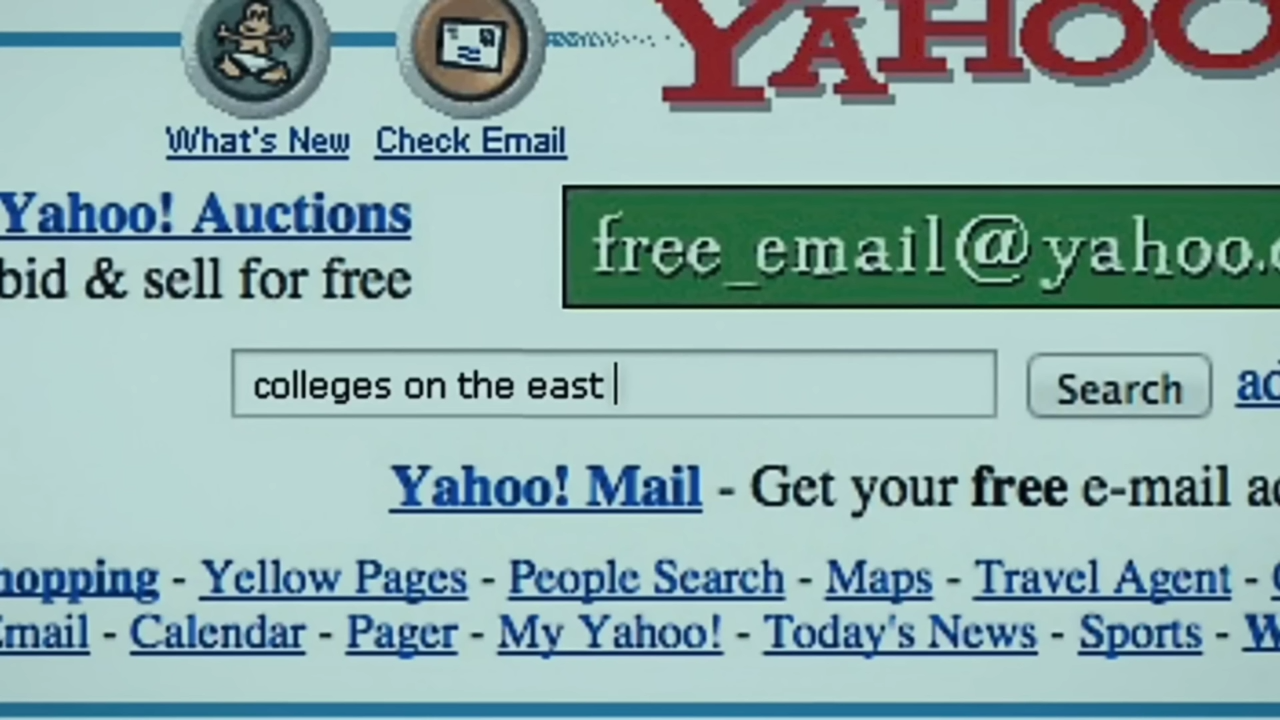 YAHOO
What's New Check Email
Yahoo! Auctions
bid & sell for free
free_email@yahoo.c
colleges on the east
Search
Yahoo! Mail - Get your free e-mail
hopping - Yellow Pages - People Search - Maps - Travel Agent -
Email - Calendar - Pager - My Yahoo! - Today's News - Sports -